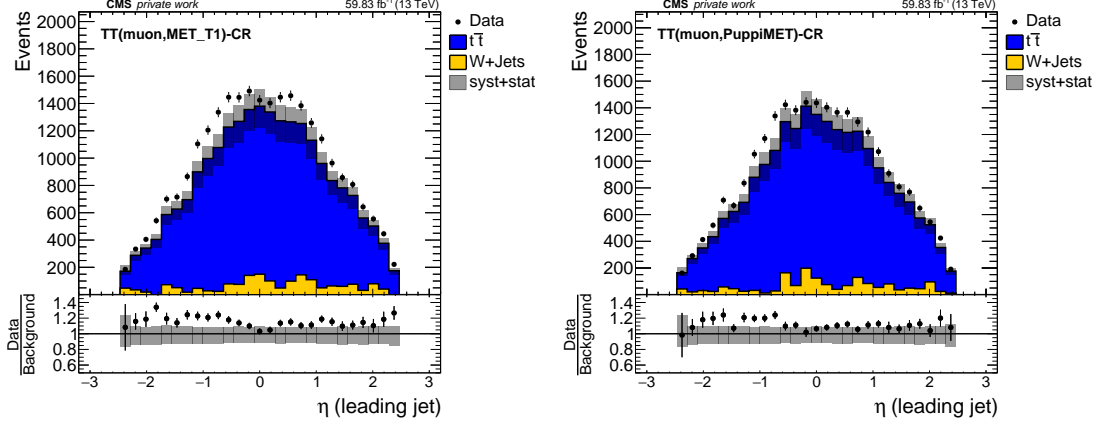 CMS private work 59.83 fb⁻¹ (13 TeV)
Events
2000
1800
1600
1400
1200
1000
800
600
400
200
TT(muon,MET_T1)-CR
Data
tt̅
W+Jets
syst+stat
Data
Background
1.4
1.2
1
0.8
0.6
−3 −2 −1 0 1 2 3
η (leading jet)
CMS private work 59.83 fb⁻¹ (13 TeV)
Events
2000
1800
1600
1400
1200
1000
800
600
400
200
TT(muon,PuppiMET)-CR
Data
tt̅
W+Jets
syst+stat
Data
Background
1.4
1.2
1
0.8
0.6
−3 −2 −1 0 1 2 3
η (leading jet)